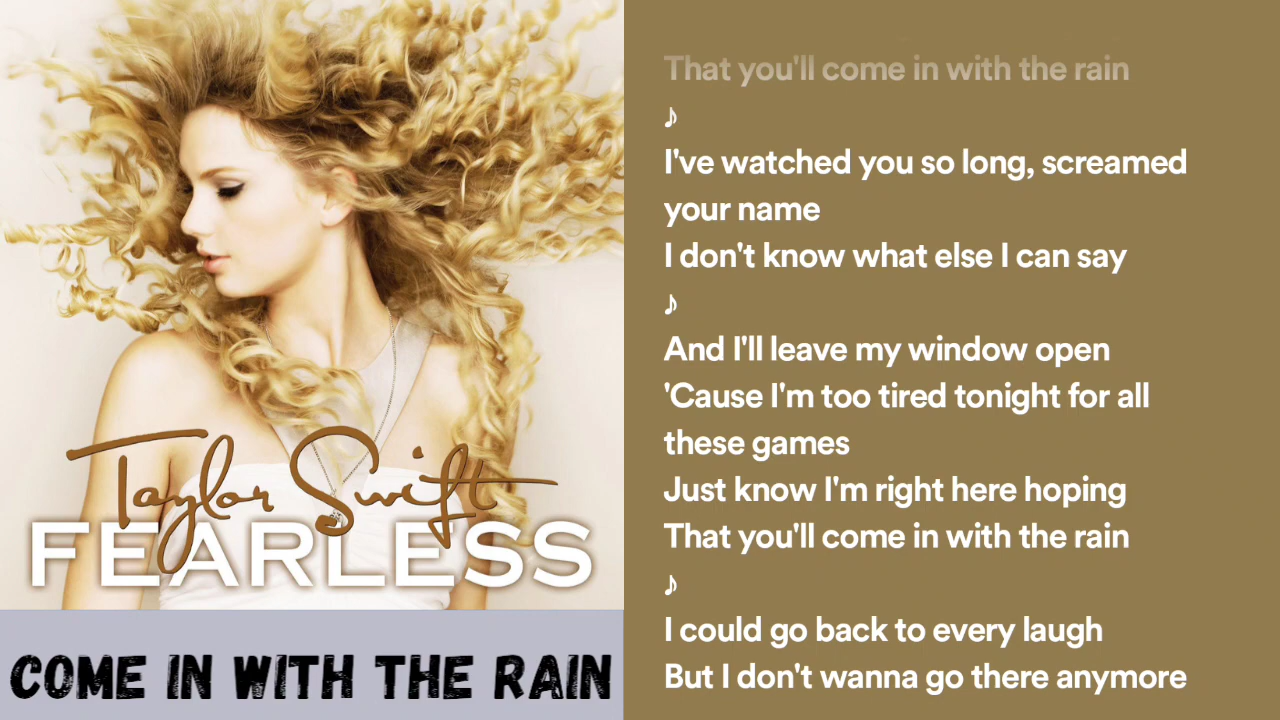 Taylor Swift
FEARLESS
COME IN WITH THE RAIN
That you'll come in with the rain
♪
I've watched you so long, screamed
your name
I don't know what else I can say
♪
And I'll leave my window open
'Cause I'm too tired tonight for all
these games
Just know I'm right here hoping
That you'll come in with the rain
♪
I could go back to every laugh
But I don't wanna go there anymore